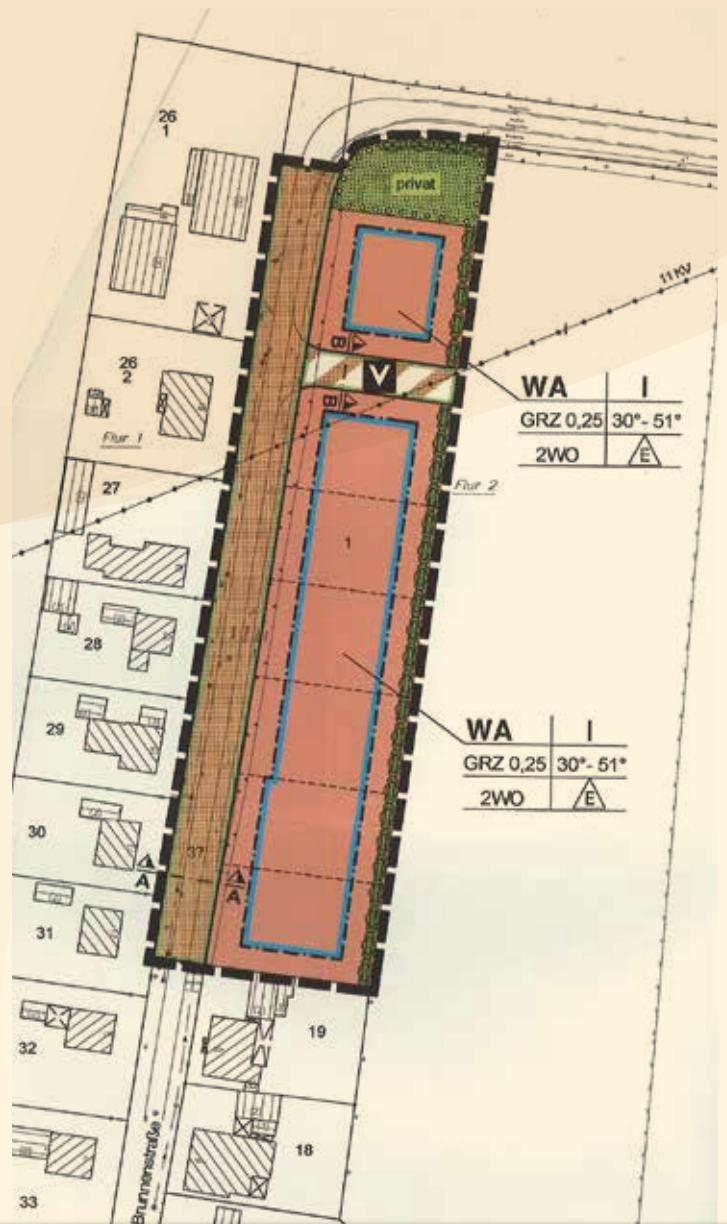 26
1
privat
11 KV
B
V
WA I
GRZ 0,25 30°- 51°
2WO E
26
2
B
Flur 1
Flur 2
27
1
28
WA I
GRZ 0,25 30°- 51°
2WO E
29
30
37
A
A
31
19
32
18
Brunnenstraße
33